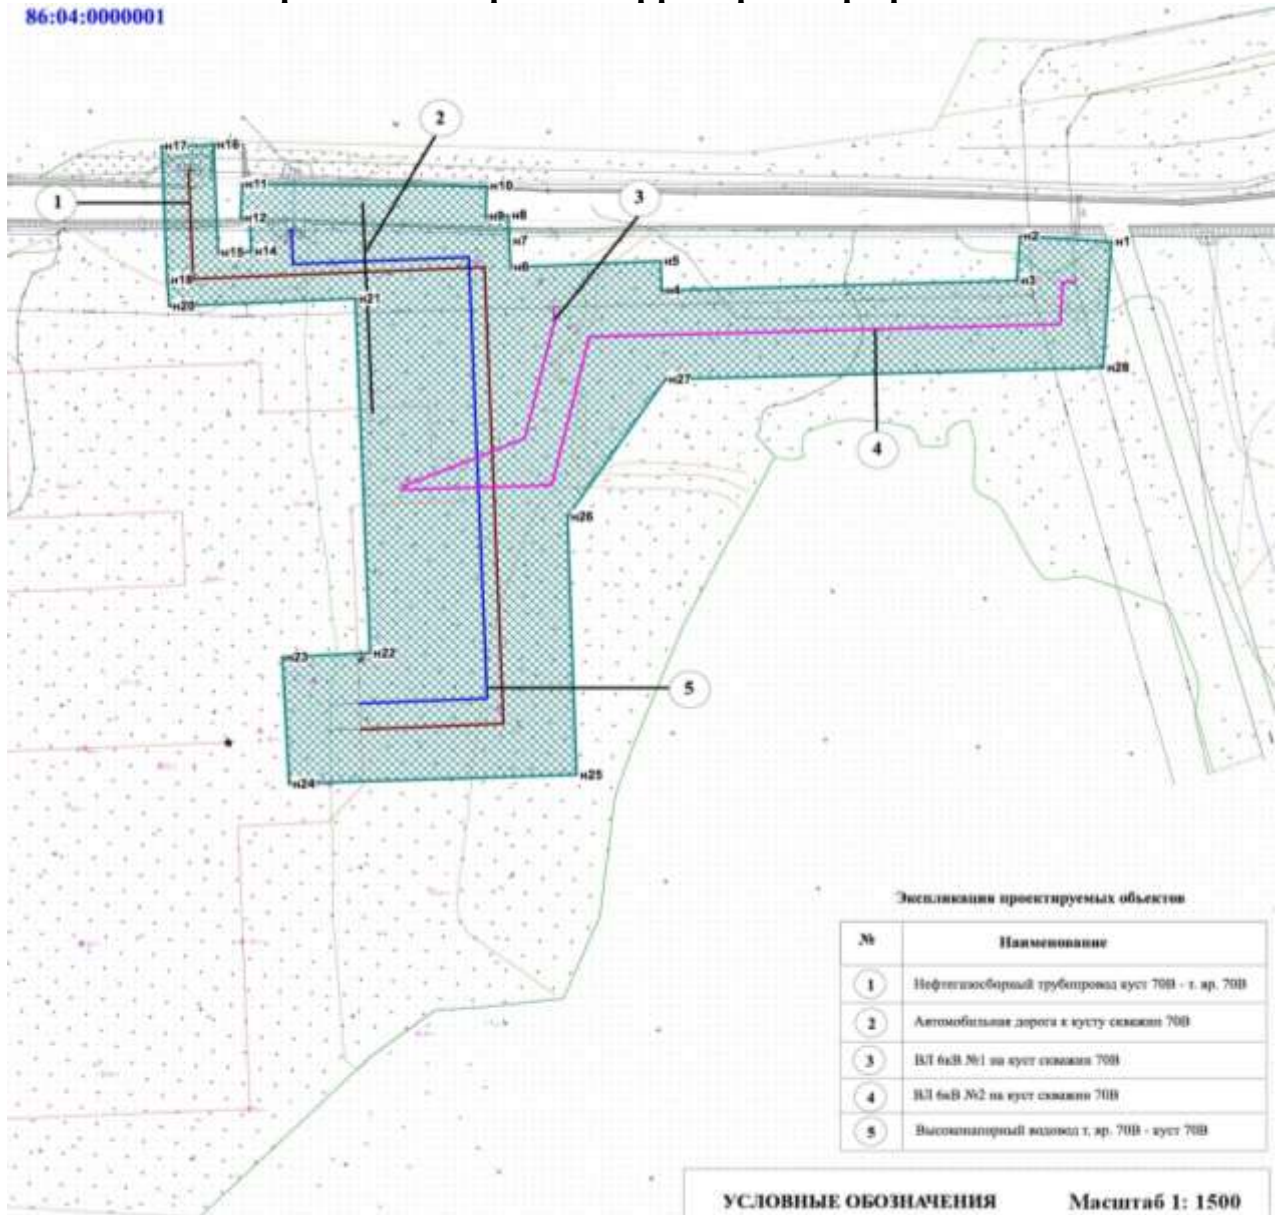 86:04:0000001
2
н17 н16
н11 н10
1
3
н12 н9 н8
н2 н1
н15 н14 н7
н6 н5
н19 н3
н4
н20 н21
н27 н28
4
н26
н22
н23
5
н24 н25
Экспликация проектируемых объектов
№ Наименование
1 Нефтегазосборный трубопровод куст 70В - т. вр. 70В
2 Автомобильная дорога к кусту скважин 70В
3 ВЛ 6кВ №1 на куст скважин 70В
4 ВЛ 6кВ №2 на куст скважин 70В
5 Высоконапорный водовод т. вр. 70В - куст 70В
УСЛОВНЫЕ ОБОЗНАЧЕНИЯ Масштаб 1: 1500